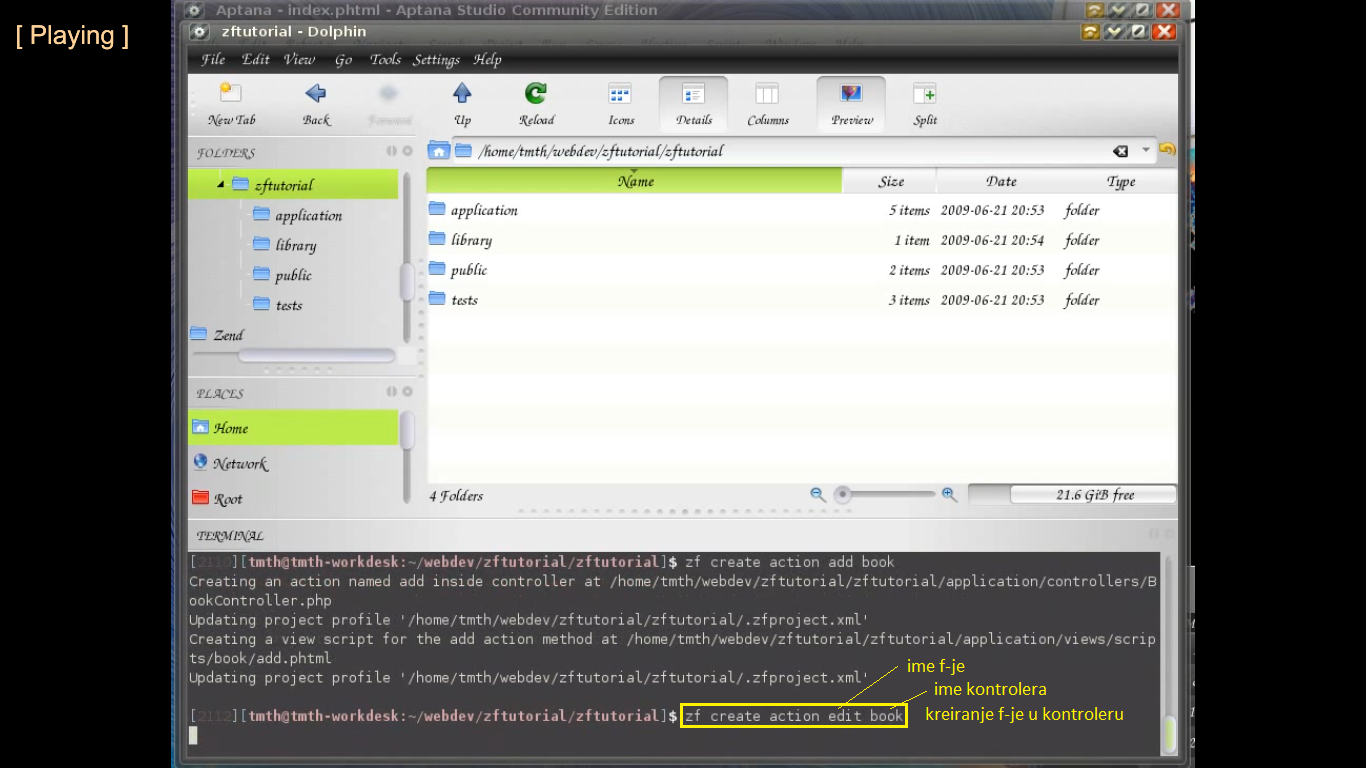 [ Playing ]
Aptana - index.phtml - Aptana Studio Community Edition
zftutorial - Dolphin
File Edit View Go Tools Settings Help
New Tab Back Forward Up Reload Icons Details Columns Preview Split
FOLDERS
/home/tmth/webdev/zftutorial/zftutorial
zftutorial
application
library
public
tests
Zend
Name Size Date Type
application 5 items 2009-06-21 20:53 folder
library 1 item 2009-06-21 20:54 folder
public 2 items 2009-06-21 20:53 folder
tests 3 items 2009-06-21 20:53 folder
PLACES
Home
Network
Root
4 Folders 21.6 GiB free
TERMINAL
[2110][tmth@tmth-workdesk:~/webdev/zftutorial/zftutorial]$ zf create action add book
Creating an action named add inside controller at /home/tmth/webdev/zftutorial/zftutorial/application/controllers/B
ookController.php
Updating project profile '/home/tmth/webdev/zftutorial/zftutorial/.zfproject.xml'
Creating a view script for the add action method at /home/tmth/webdev/zftutorial/zftutorial/application/views/scrip
ts/book/add.phtml
Updating project profile '/home/tmth/webdev/zftutorial/zftutorial/.zfproject.xml'
ime f-je
ime kontrolera
[2112][tmth@tmth-workdesk:~/webdev/zftutorial/zftutorial]$ zf create action edit book
kreiranje f-je u kontroleru